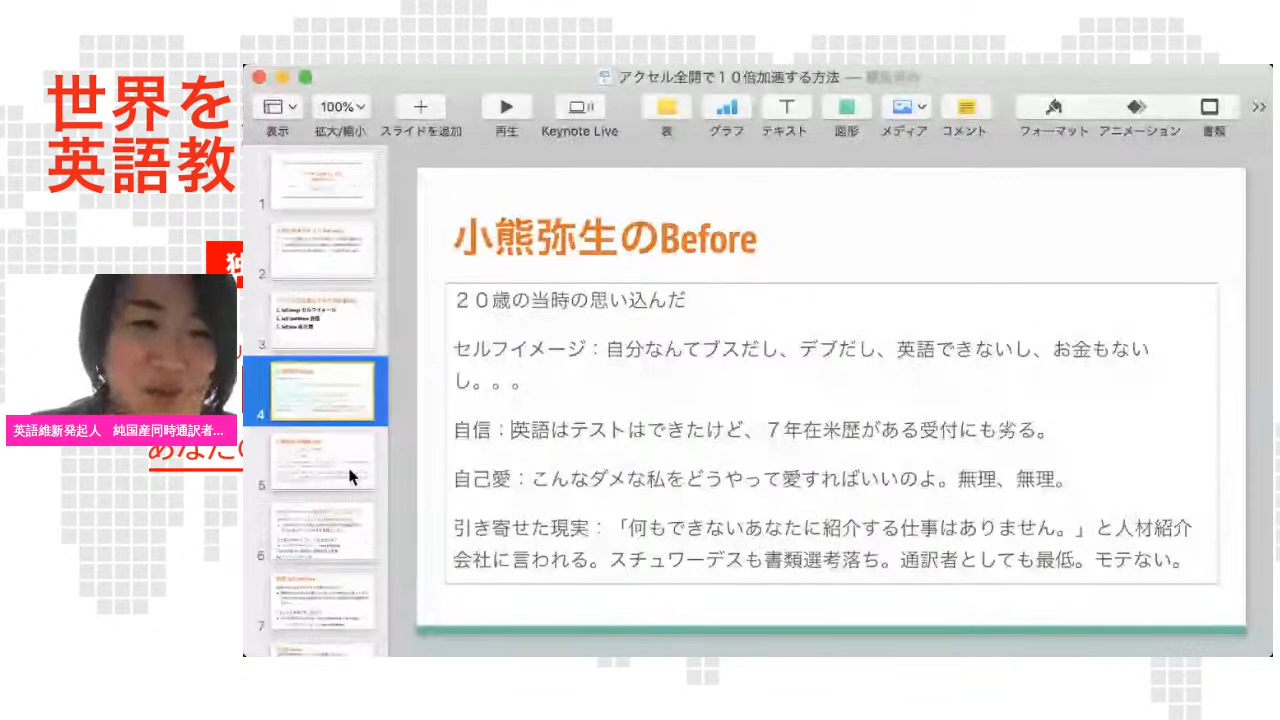 世界を
英語教
独
あなたの
英語維新発起人 純国産同時通訳者...
アクセル全開で１０倍加速する方法 —
100%
表示
拡大/縮小
スライドを追加
再生
Keynote Live
表
グラフ
テキスト
図形
メディア
コメント
フォーマット
アニメーション
書類
1
2
3
4
5
6
7
小熊弥生のBefore
２０歳の当時の思い込んだ
セルフイメージ：自分なんてブスだし、デブだし、英語できないし、お金もない
し。。。
自信：英語はテストはできたけど、７年在米歴がある受付にも劣る。
自己愛：こんなダメな私をどうやって愛すればいいのよ。無理、無理。
引き寄せた現実：「何もできないあなたに紹介する仕事はありません。」と人材紹介
会社に言われる。スチュワーデスも書類選考落ち。通訳者としても最低。モテない。